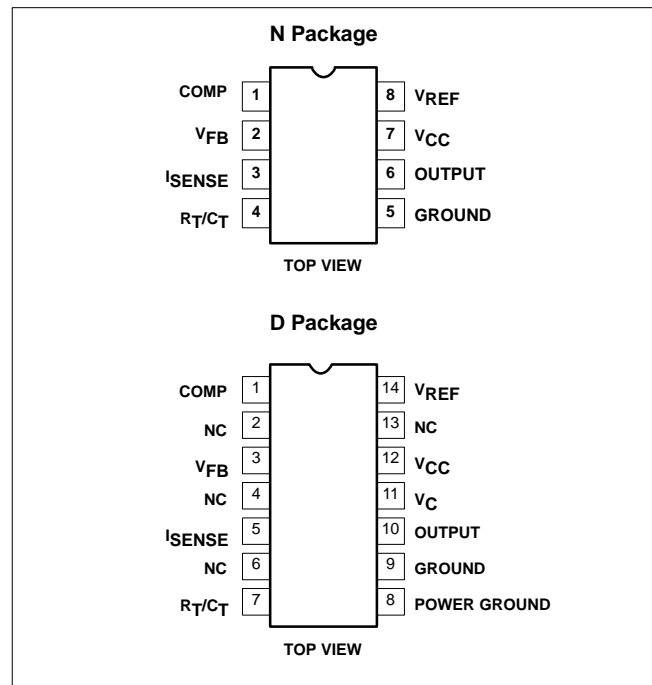 N Package
COMP 1 8 VREF
VFB 2 7 VCC
ISENSE 3 6 OUTPUT
RT/CT 4 5 GROUND
TOP VIEW
D Package
COMP 1 14 VREF
NC 2 13 NC
VFB 3 12 VCC
NC 4 11 VC
ISENSE 5 10 OUTPUT
NC 6 9 GROUND
RT/CT 7 8 POWER GROUND
TOP VIEW